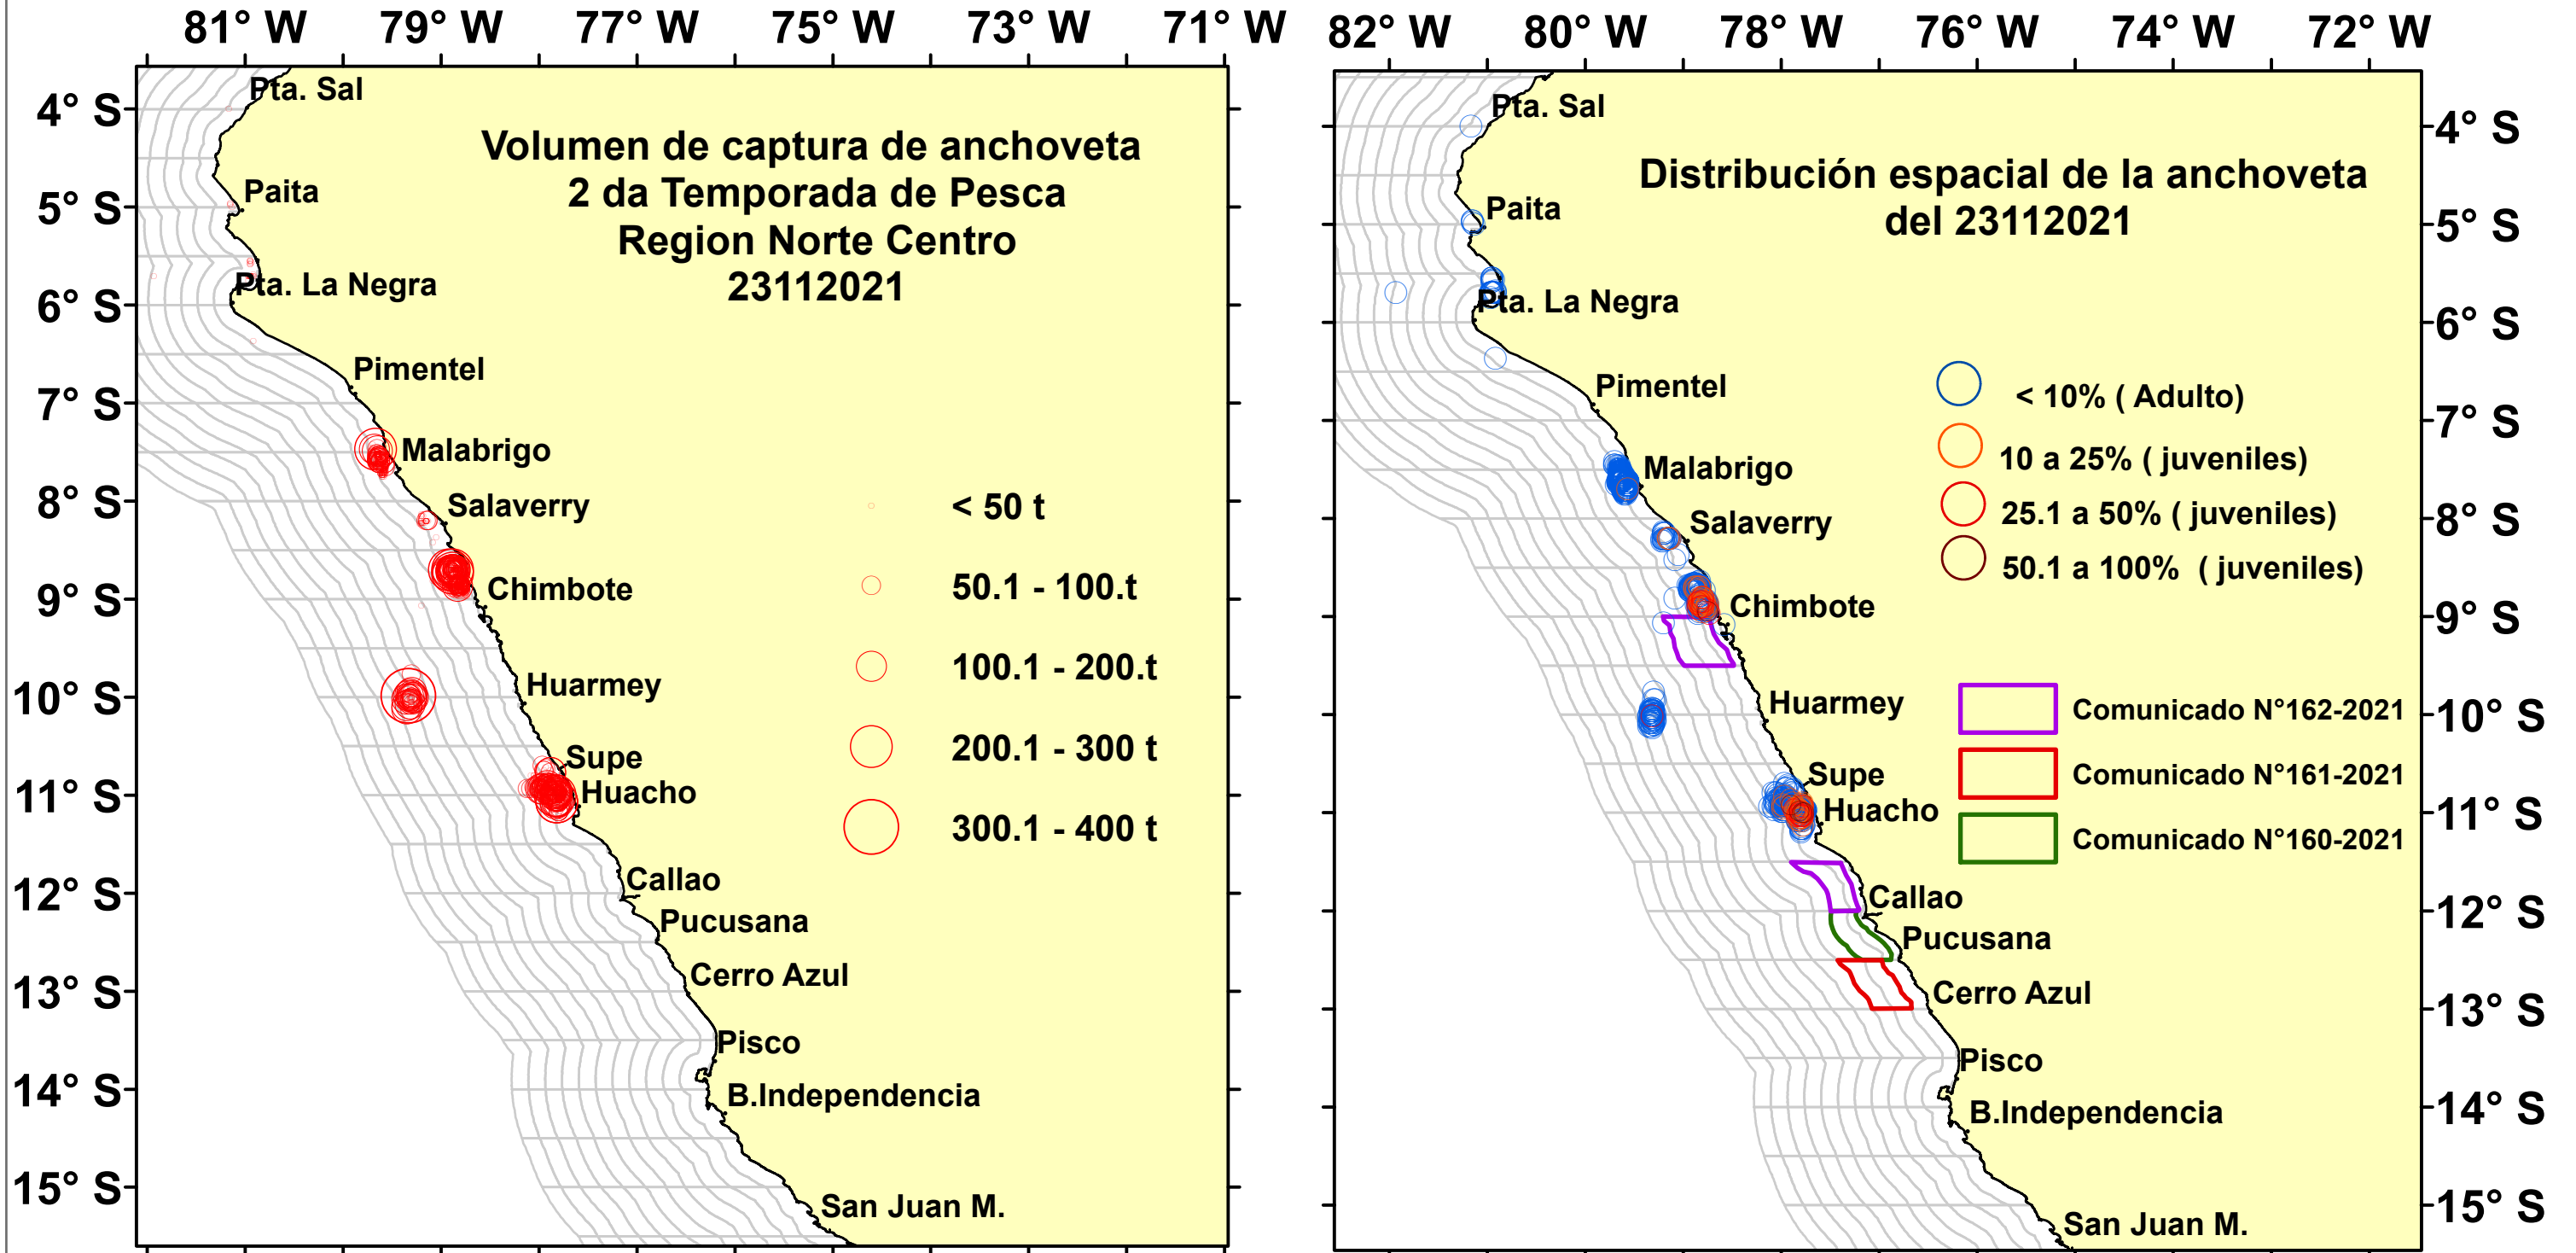 81° W 79° W 77° W 75° W 73° W 71° W
4° S
5° S
6° S
7° S
8° S
9° S
10° S
11° S
12° S
13° S
14° S
15° S
Volumen de captura de anchoveta
2 da Temporada de Pesca
Region Norte Centro
23112021
Pta. Sal
Paita
Pta. La Negra
Pimentel
Malabrigo
Salaverry
Chimbote
Huarmey
Supe
Huacho
Callao
Pucusana
Cerro Azul
Pisco
B.Independencia
San Juan M.
< 50 t
50.1 - 100.t
100.1 - 200.t
200.1 - 300 t
300.1 - 400 t
82° W 80° W 78° W 76° W 74° W 72° W
Distribución espacial de la anchoveta
del 23112021
Pta. Sal
Paita
Pta. La Negra
Pimentel
Malabrigo
Salaverry
Chimbote
Huarmey
Supe
Huacho
Callao
Pucusana
Cerro Azul
Pisco
B.Independencia
San Juan M.
< 10% ( Adulto)
10 a 25% ( juveniles)
25.1 a 50% ( juveniles)
50.1 a 100% ( juveniles)
Comunicado N°162-2021
Comunicado N°161-2021
Comunicado N°160-2021
4° S
5° S
6° S
7° S
8° S
9° S
10° S
11° S
12° S
13° S
14° S
15° S